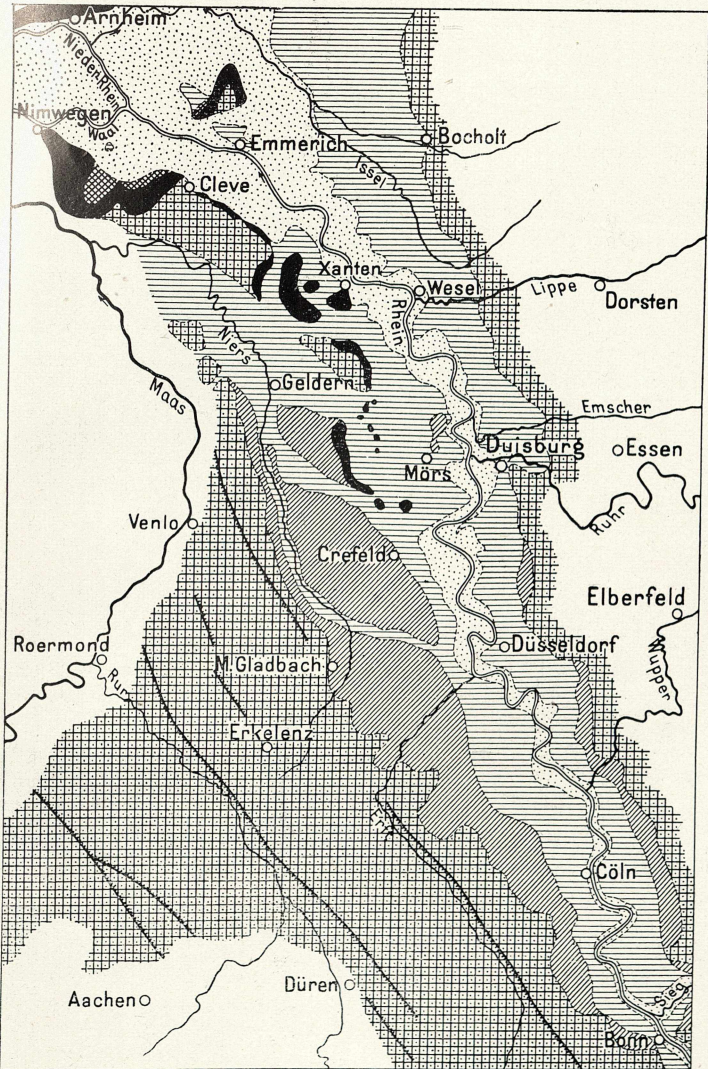 Arnheim
NiederRhein
Nimwegen
Waal
Emmerich
Bocholt
Issel
Cleve
Xanten
Wesel
Lippe
Dorsten
Rhein
Niers
Geldern
Maas
Emscher
Duisburg
Essen
Mörs
Ruhr
Venlo
Crefeld
Elberfeld
Roermond
Düsseldorf
Rur
M.Gladbach
Wupper
Erkelenz
Erft
Cöln
Düren
Aachen
Sieg
Bonn